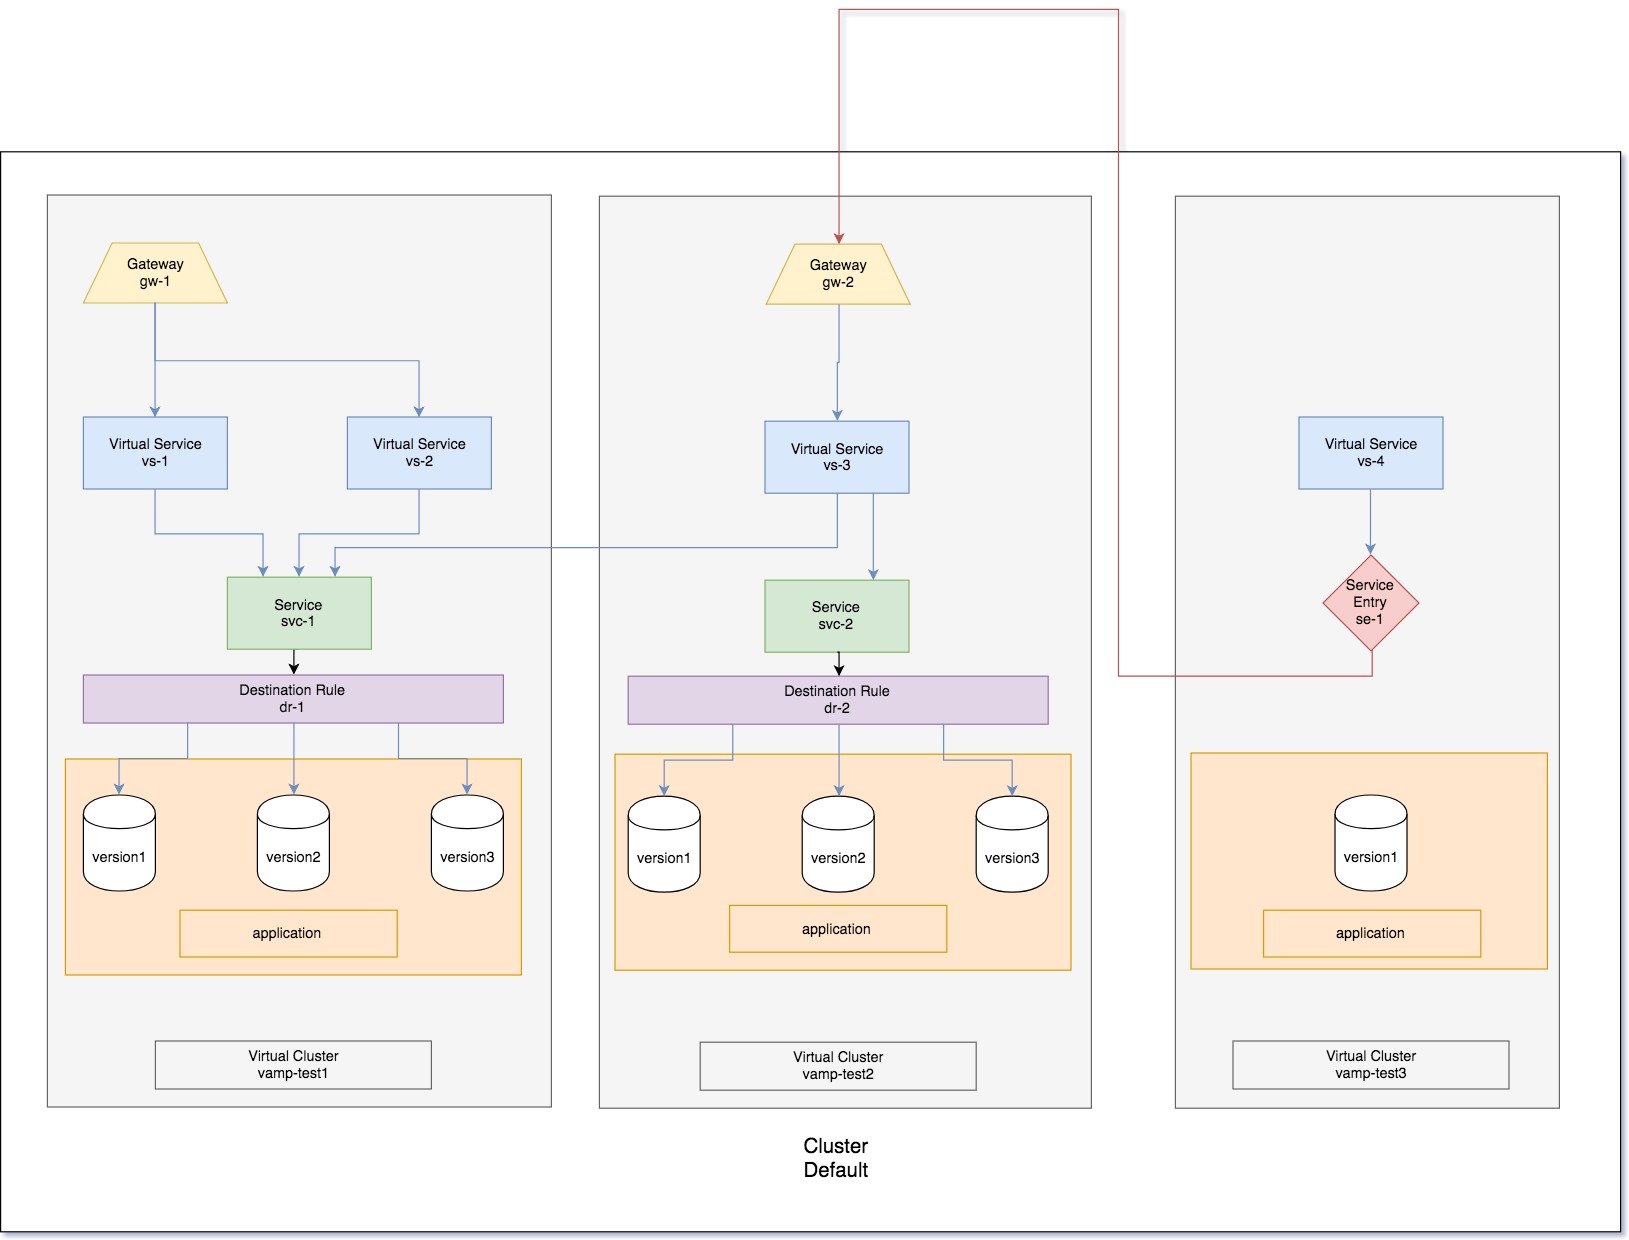 Gateway
gw-1
Gateway
gw-2
Virtual Service
vs-1
Virtual Service
vs-2
Virtual Service
vs-3
Virtual Service
vs-4
Service
svc-1
Service
svc-2
Service
Entry
se-1
Destination Rule
dr-1
Destination Rule
dr-2
version1
version2
version3
version1
version2
version3
version1
application
application
application
Virtual Cluster
vamp-test1
Virtual Cluster
vamp-test2
Virtual Cluster
vamp-test3
Cluster
Default